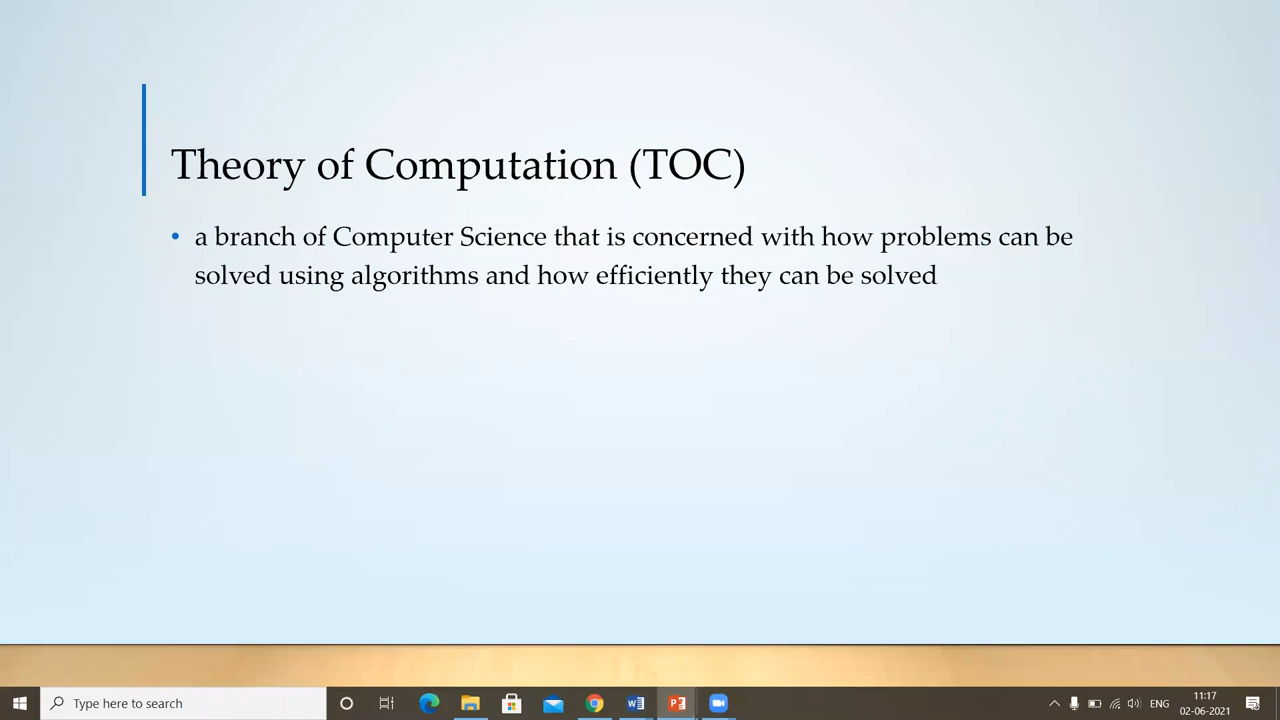 Theory of Computation (TOC)
• a branch of Computer Science that is concerned with how problems can be
solved using algorithms and how efficiently they can be solved
Type here to search
ENG
11:17
02-06-2021